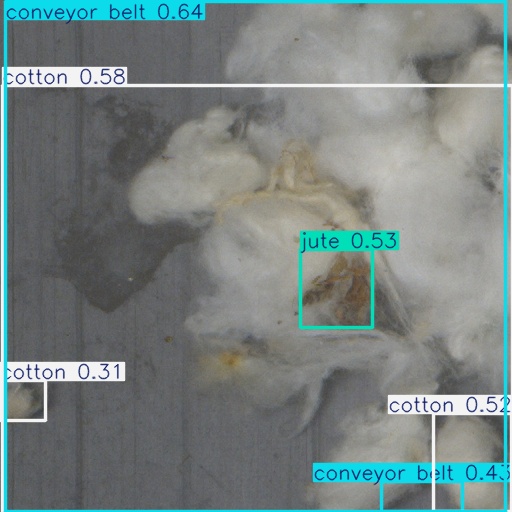 conveyor belt 0.64
cotton 0.58
jute 0.53
cotton 0.31
cotton 0.52
conveyor belt 0.43